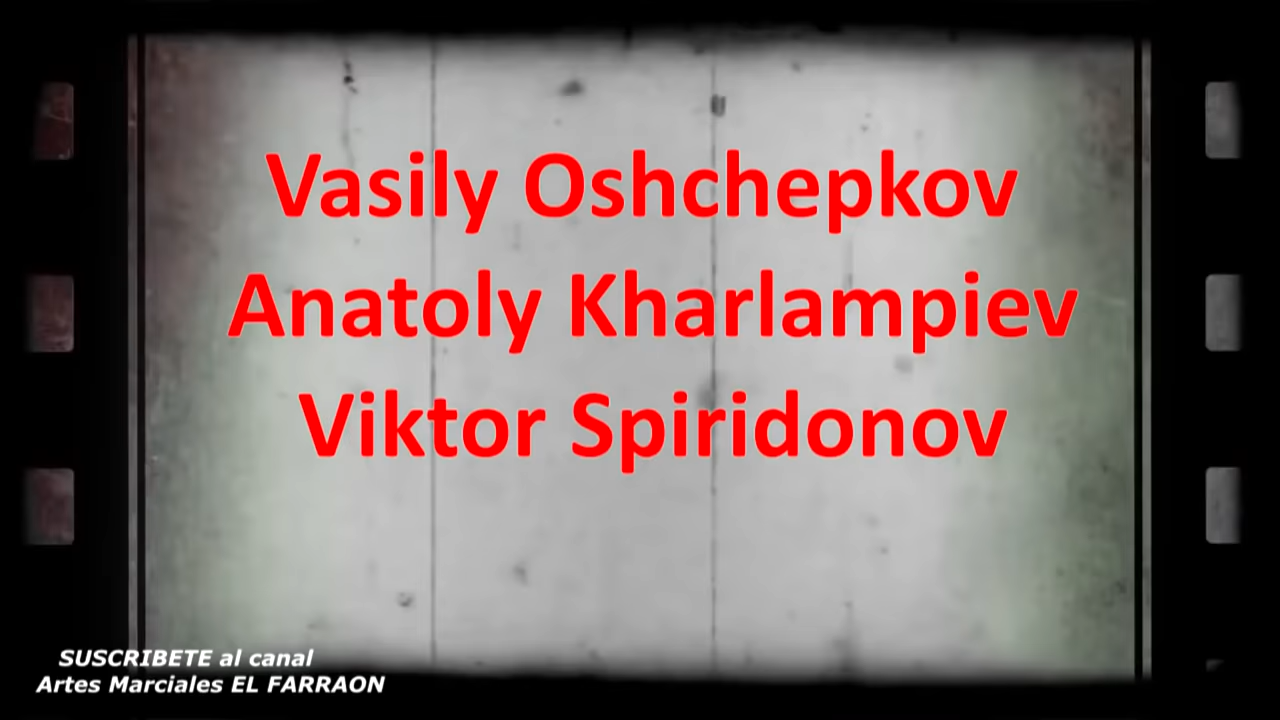 Vasily Oshchepkov
Anatoly Kharlampiev
Viktor Spiridonov
SUSCRIBETE al canal
Artes Marciales EL FARRAON